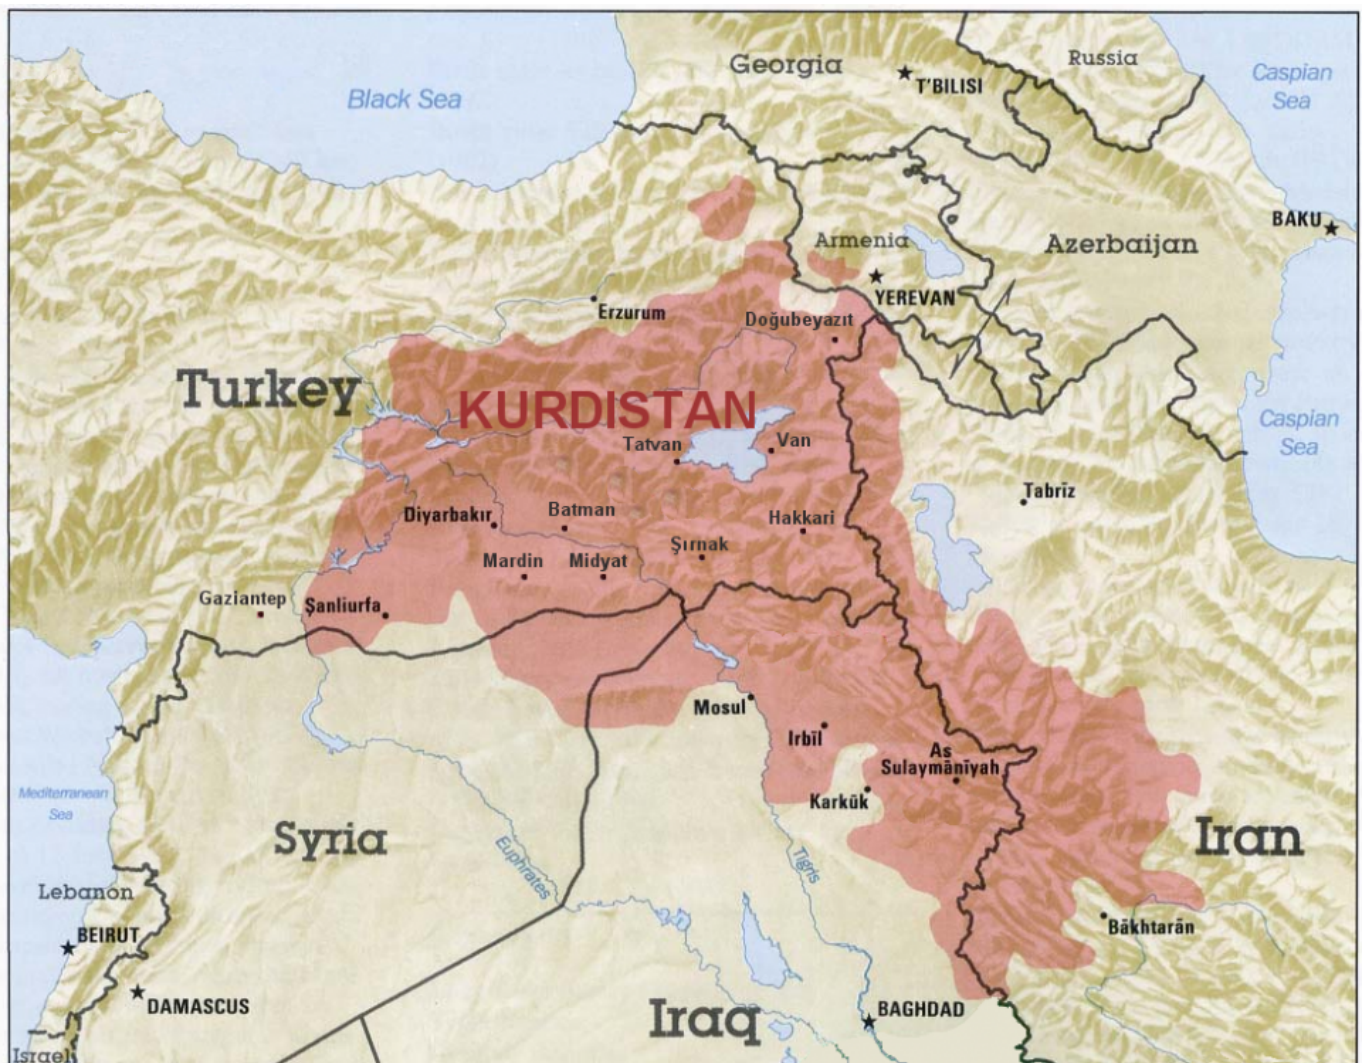 Georgia
Russia
Caspian
Sea
T'BILISI
Black Sea
BAKU
Armenia
Azerbaijan
YEREVAN
Erzurum
Doğubeyazıt
Turkey
KURDISTAN
Caspian
Sea
Tatvan
Van
Tabrīz
Diyarbakır
Batman
Hakkari
Şırnak
Mardin
Midyat
Gaziantep
Şanliurfa
Mosul
Irbīl
As
Sulaymānīyah
Karkūk
Mediterranean
Sea
Syria
Iran
Euphrates
Tigris
Lebanon
BEIRUT
Bākhtarān
DAMASCUS
Iraq
BAGHDAD
Israel